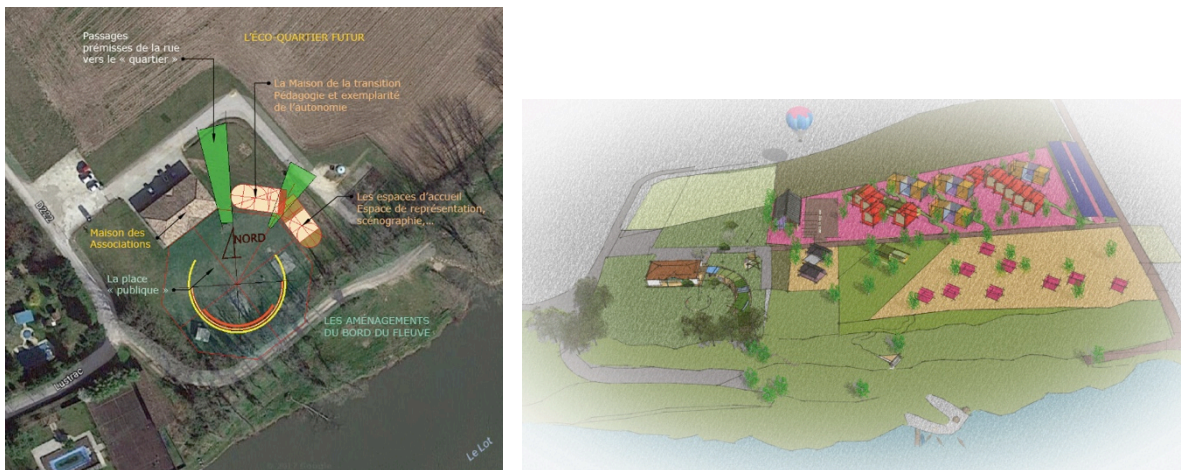 Passages
prémisses de la rue
vers le « quartier »
L'ÉCO-QUARTIER FUTUR
La Maison de la transition
Pédagogie et exemplarité
de l'autonomie
Les espaces d'accueil
Espace de représentation,
scénographie,...
Maison des
Associations
NORD
La place
« publique »
LES AMÉNAGEMENTS
DU BORD DU FLEUVE
Lustrac
Le Lot